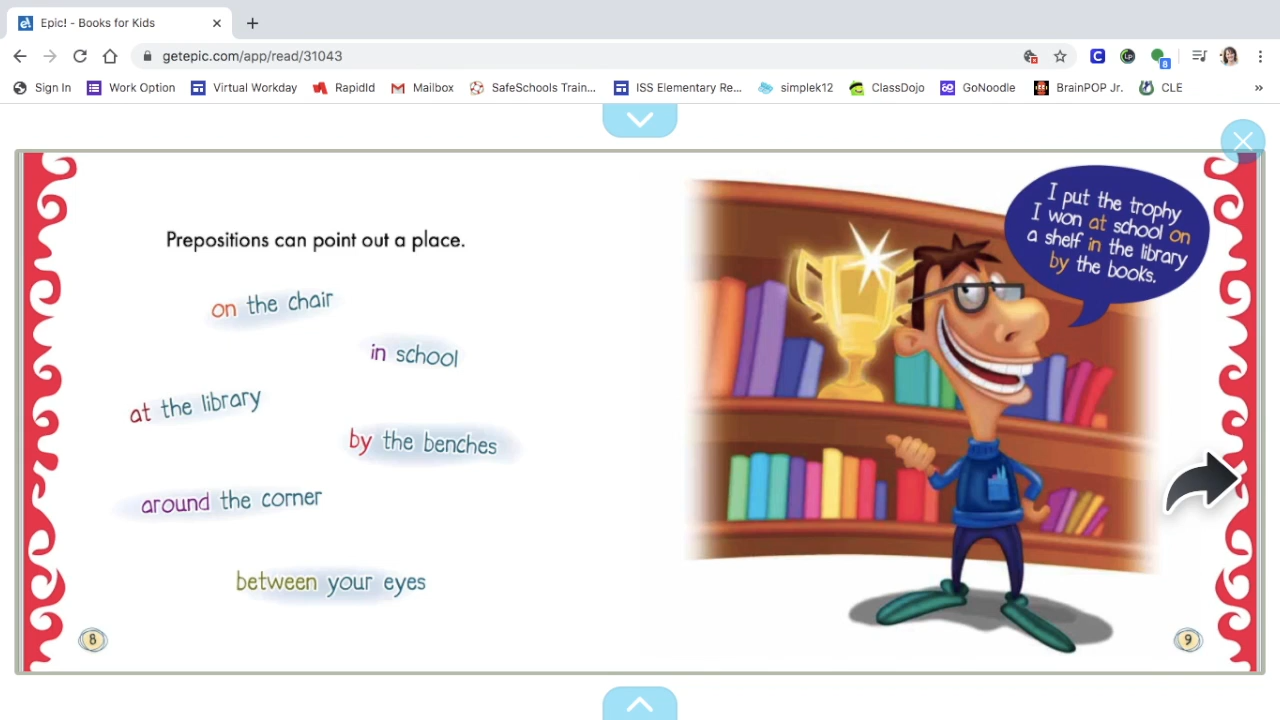 Epic! - Books for Kids
getepic.com/app/read/31043
8
Sign In Work Option Virtual Workday RapidId Mailbox SafeSchools Train... ISS Elementary Re... simplek12 ClassDojo GoNoodle BrainPOP Jr. CLE »
Prepositions can point out a place.
on the chair
in school
at the library
by the benches
around the corner
between your eyes
8
I put the trophy
I won at school on
a shelf in the library
by the books.
9